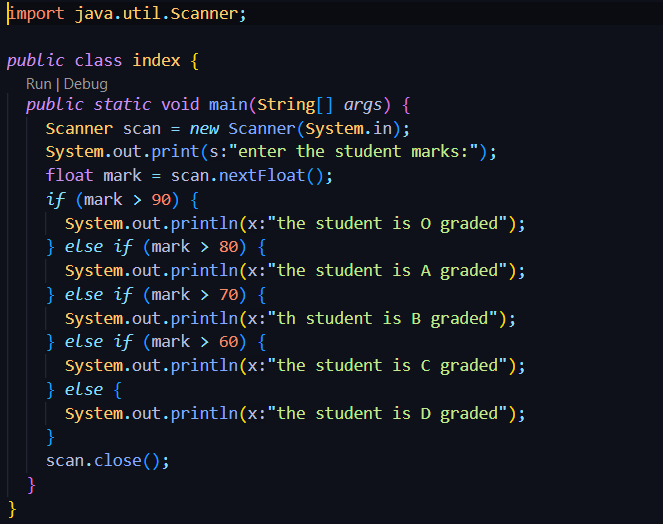 import java.util.Scanner;
public class index {
Run | Debug
public static void main(String[] args) {
Scanner scan = new Scanner(System.in);
System.out.print(s:"enter the student marks:");
float mark = scan.nextFloat();
if (mark > 90) {
System.out.println(x:"the student is O graded");
} else if (mark > 80) {
System.out.println(x:"the student is A graded");
} else if (mark > 70) {
System.out.println(x:"th student is B graded");
} else if (mark > 60) {
System.out.println(x:"the student is C graded");
} else {
System.out.println(x:"the student is D graded");
}
scan.close();
}
}